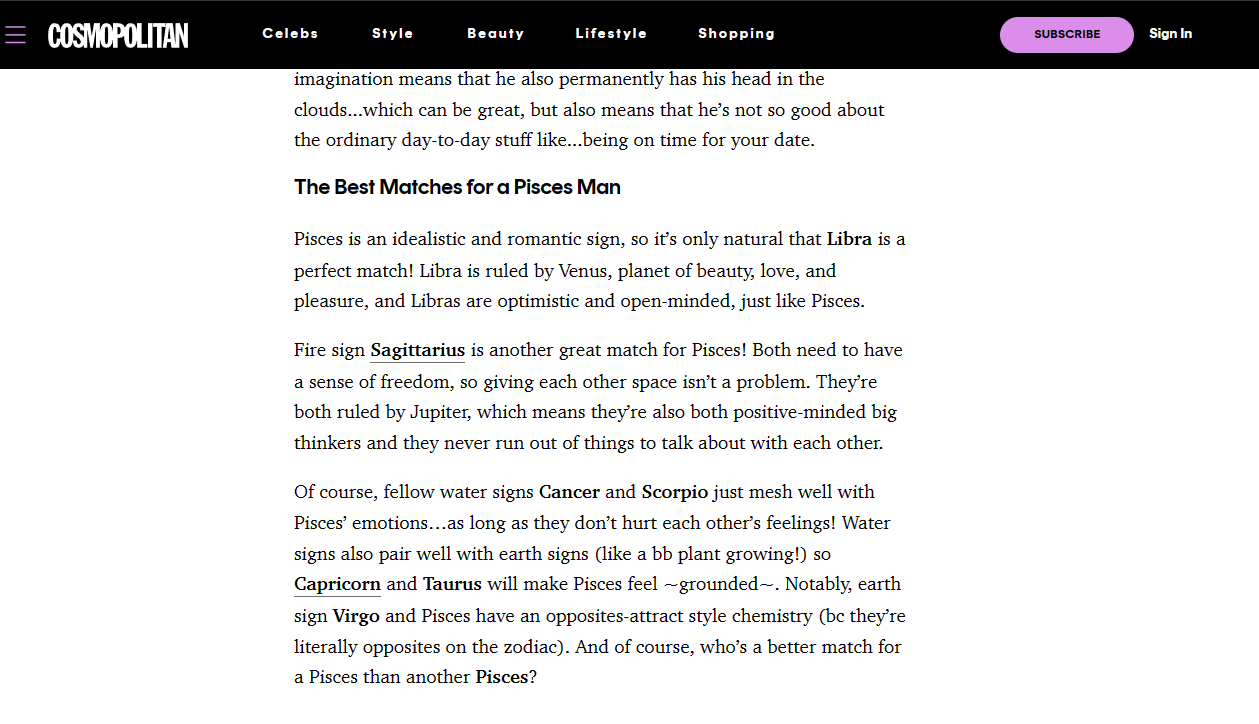 COSMOPOLITAN
Celebs
Style
Beauty
Lifestyle
Shopping
SUBSCRIBE
Sign In
imagination means that he also permanently has his head in the
clouds...which can be great, but also means that he’s not so good about
the ordinary day-to-day stuff like...being on time for your date.
The Best Matches for a Pisces Man
Pisces is an idealistic and romantic sign, so it’s only natural that Libra is a
perfect match! Libra is ruled by Venus, planet of beauty, love, and
pleasure, and Libras are optimistic and open-minded, just like Pisces.
Fire sign Sagittarius is another great match for Pisces! Both need to have
a sense of freedom, so giving each other space isn’t a problem. They’re
both ruled by Jupiter, which means they’re also both positive-minded big
thinkers and they never run out of things to talk about with each other.
Of course, fellow water signs Cancer and Scorpio just mesh well with
Pisces’ emotions…as long as they don’t hurt each other’s feelings! Water
signs also pair well with earth signs (like a bb plant growing!) so
Capricorn and Taurus will make Pisces feel ~grounded~. Notably, earth
sign Virgo and Pisces have an opposites-attract style chemistry (bc they’re
literally opposites on the zodiac). And of course, who’s a better match for
a Pisces than another Pisces?